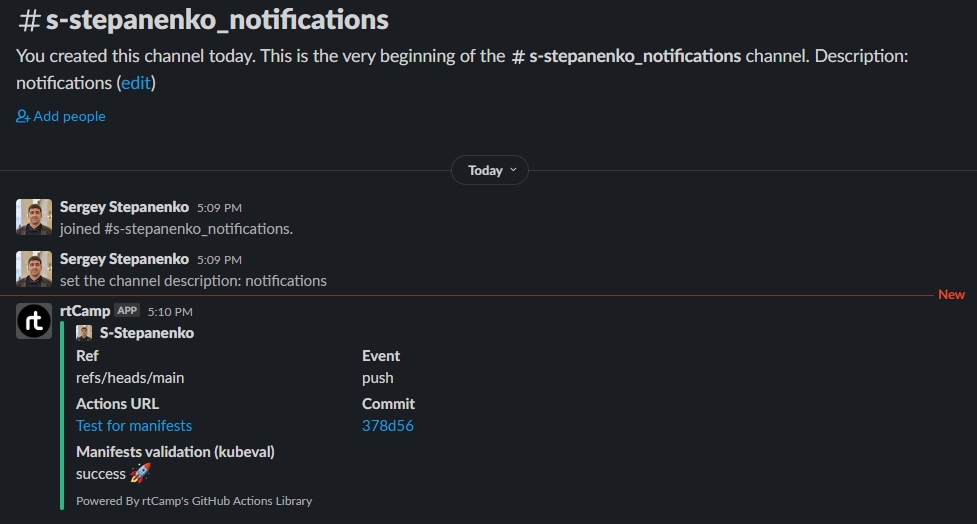 # s-stepanenko_notifications
You created this channel today. This is the very beginning of the # s-stepanenko_notifications channel. Description:
notifications (edit)
Add people
Today
Sergey Stepanenko 5:09 PM
joined #s-stepanenko_notifications.
Sergey Stepanenko 5:09 PM
set the channel description: notifications
New
rt
rtCamp APP 5:10 PM
S-Stepanenko
Ref Event
refs/heads/main push
Actions URL Commit
Test for manifests 378d56
Manifests validation (kubeval)
success 🚀
Powered By rtCamp's GitHub Actions Library